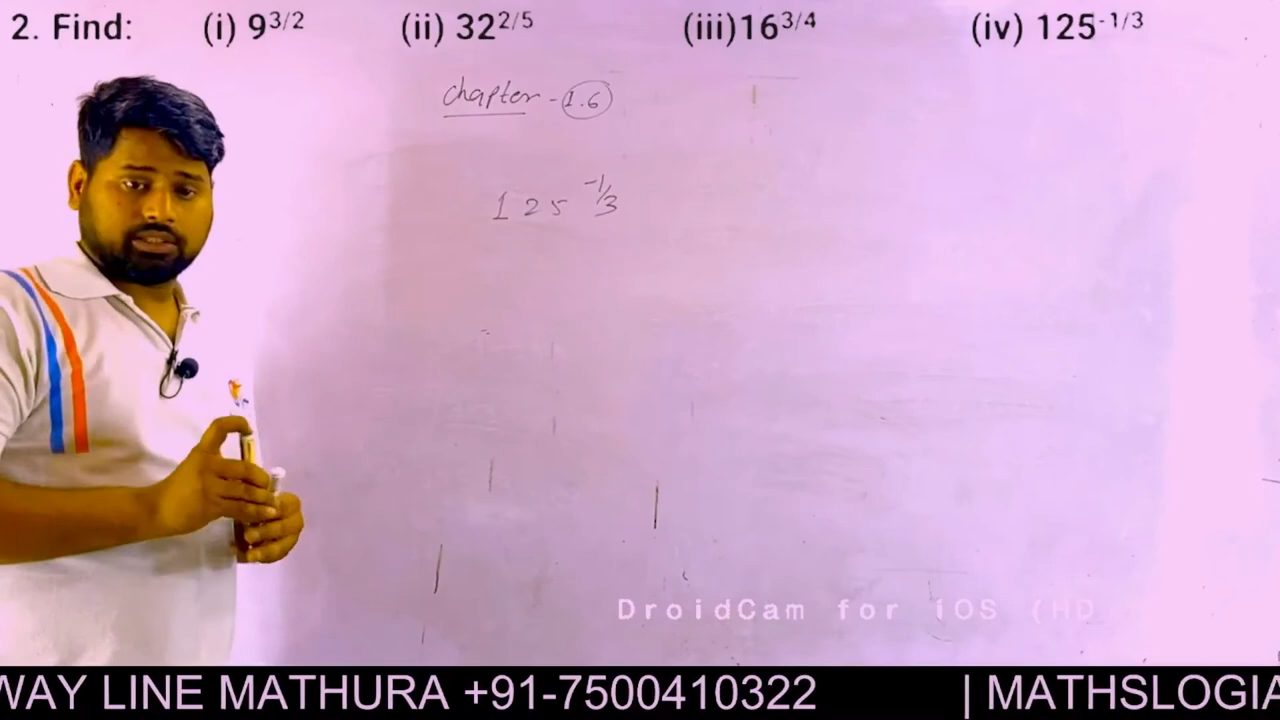 2. Find: (i) 9^3/2 (ii) 32^2/5 (iii)16^3/4 (iv) 125^-1/3
chapter - 1.6
125^-1/3
DroidCam for iOS (HD
WAY LINE MATHURA +91-7500410322 | MATHSLOGIA